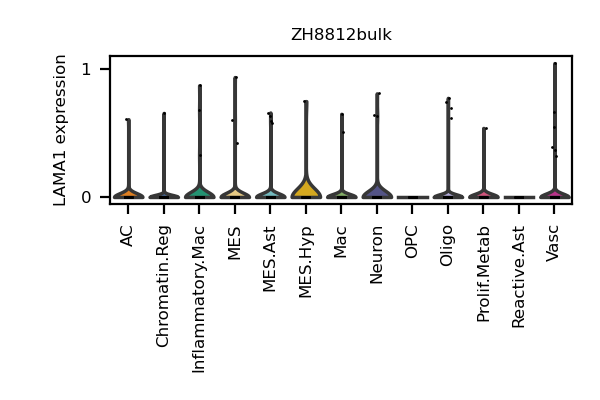 ZH8812bulk
LAMA1 expression
1
0
AC
Chromatin.Reg
Inflammatory.Mac
MES
MES.Ast
MES.Hyp
Mac
Neuron
OPC
Oligo
Prolif.Metab
Reactive.Ast
Vasc